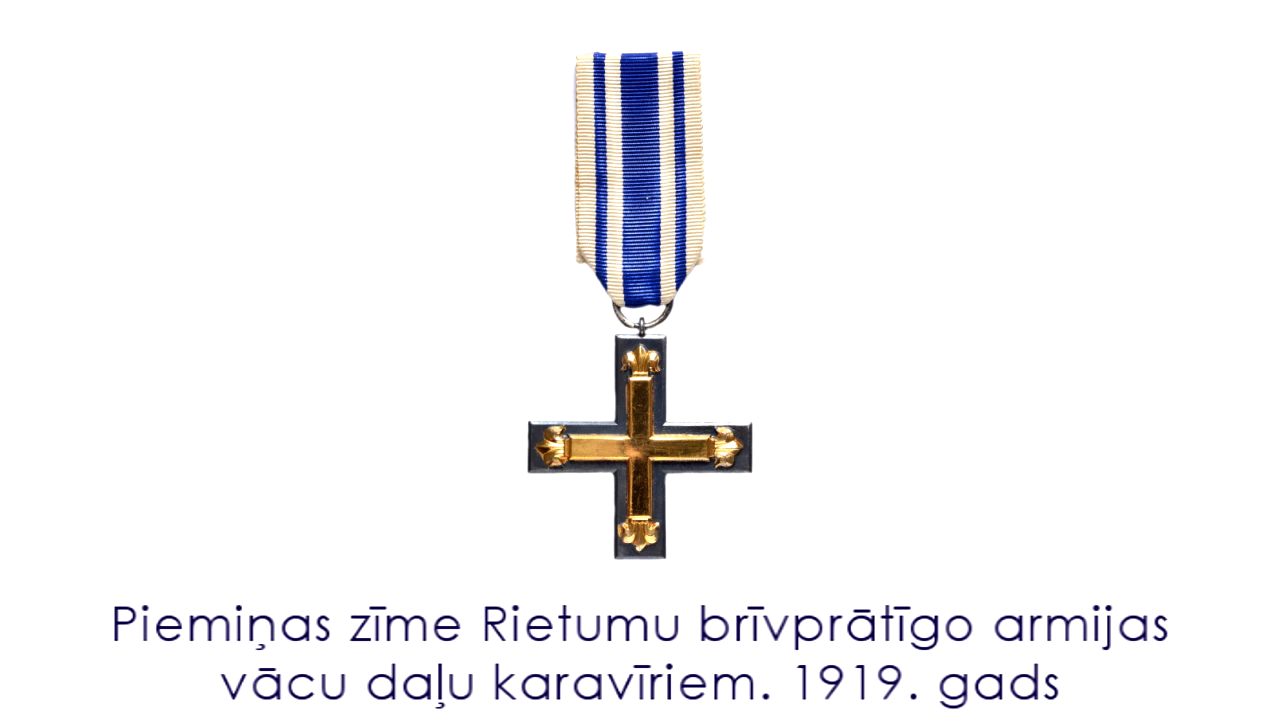 Piemiņas zīme Rietumu brīvprātīgo armijas
vācu daļu karavīriem. 1919. gads